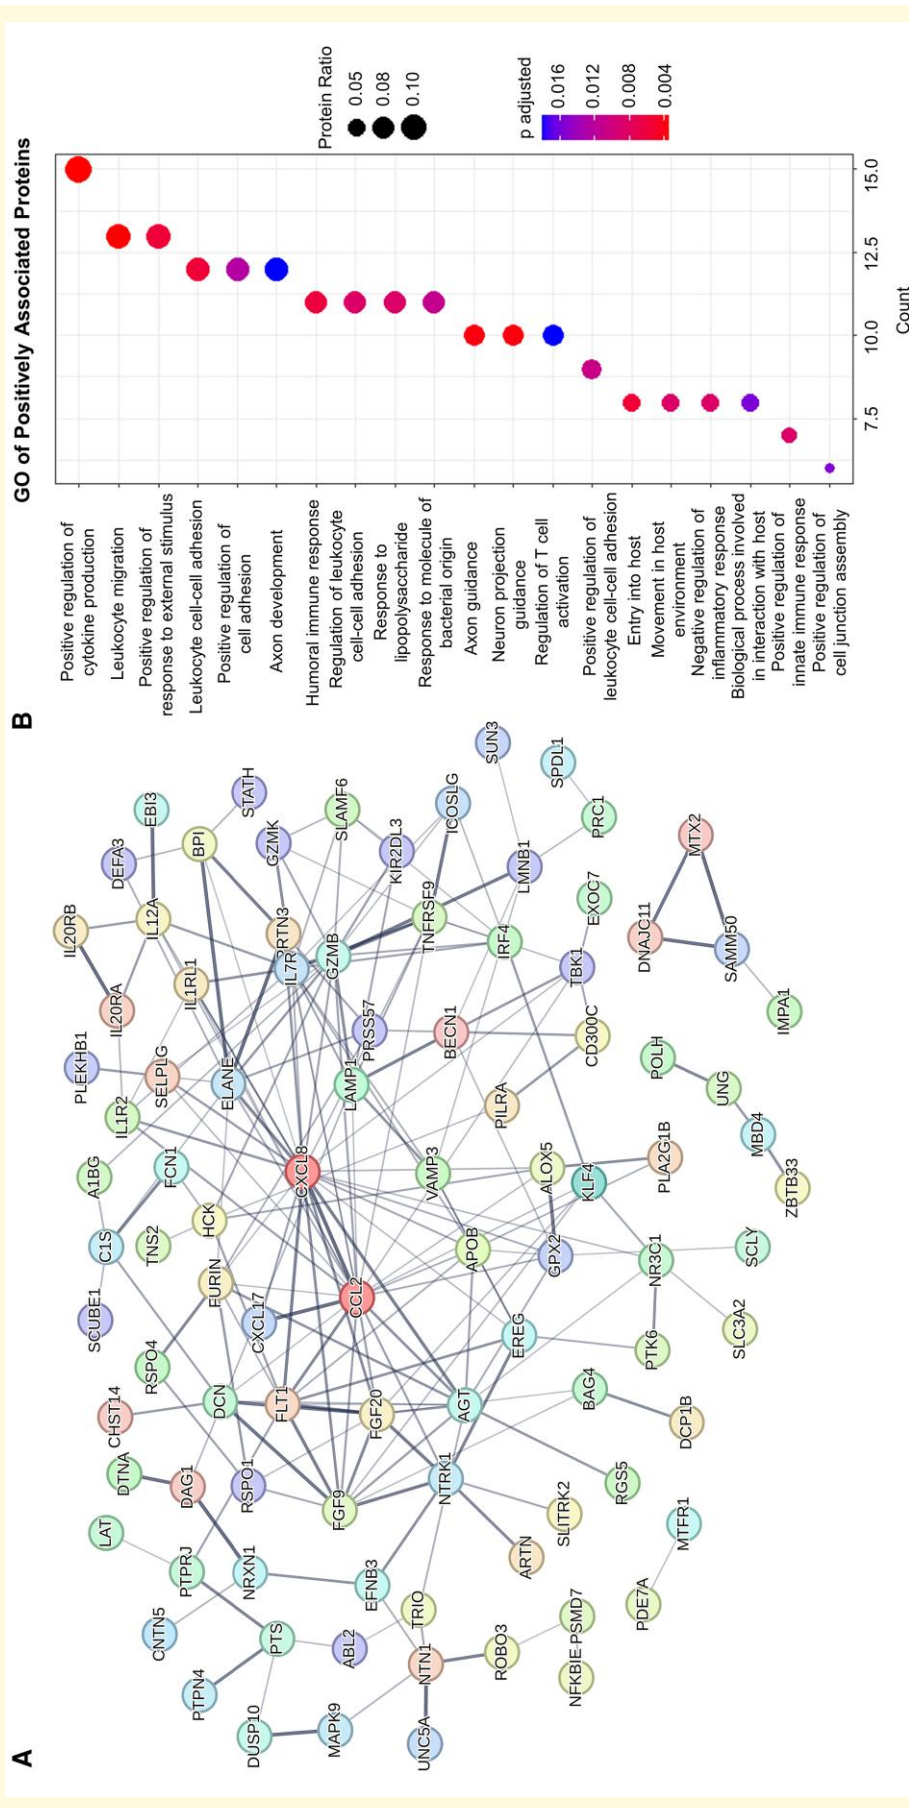 A
UNC5A
MAPK9
DUSP10
PTPN4
NFKBIE-PSMD7
NTN1
ROBO3
ABL2
PTS
CNTN5
TRIO
PDE7A
EFNB3
NRXN1
PTPRJ
LAT
ARTN
MTFR1
SLITRK2
FGF9
RSPO1
DAG1
DTNA
NTRK1
RGS5
CHST14
DCN
FLT1
FGF20
AGT
DCP1B
BAG4
RSPO4
PTK6
EREG
SLC3A2
SCUBE1
CXCL17
FURIN
CCL2
APOB
GPX2
NR3C1
SCLY
C1S
TNS2
HCK
A1BG
FCN1
CXCL8
VAMP3
ALOX5
KLF4
PLA2G1B
ZBTB33
MBD4
IL1R2
SELPLG
PLEKHB1
ELANE
LAMP1
PILRA
UNG
POLH
IL20RA
IL1RL1
PRSS57
BECN1
CD300C
IMPA1
IL20RB
IL12A
PRTN3
IL7R
GZMB
TNFRSF9
IRF4
TBK1
SAMM50
DNAJC11
EXOC7
DEFA3
BPI
GZMK
KIR2DL3
LMNB1
MTX2
EBI3
STATH
SLAMF6
ICOSLG
PRC1
SPDL1
SUN3
B
GO of Positively Associated Proteins
Positive regulation of
cytokine production
Leukocyte migration
Positive regulation of
response to external stimulus
Leukocyte cell-cell adhesion
Positive regulation of
cell adhesion
Axon development
Humoral immune response
Regulation of leukocyte
cell-cell adhesion
Response to
lipopolysaccharide
Response to molecule of
bacterial origin
Axon guidance
Neuron projection
guidance
Regulation of T cell
activation
Positive regulation of
leukocyte cell-cell adhesion
Entry into host
Movement in host
environment
Negative regulation of
inflammatory response
Biological process involved
in interaction with host
Positive regulation of
innate immune response
Positive regulation of
cell junction assembly
7.5
10.0
12.5
15.0
Count
Protein Ratio
0.05
0.08
0.10
p adjusted
0.016
0.012
0.008
0.004